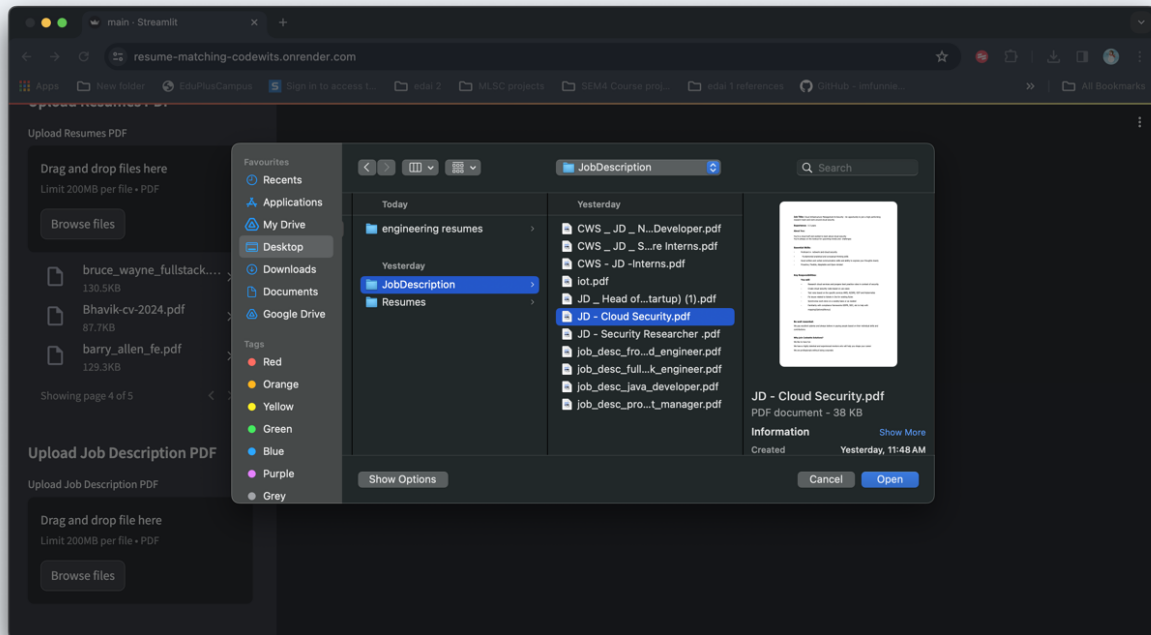 main · Streamlit
resume-matching-codewits.onrender.com
Apps
New folder
EduPlusCampus
Sign in to access t...
edai 2
MLSC projects
SEM4 Course proj...
edai 1 references
GitHub - imfunnie...
»
All Bookmarks
Upload Resumes PDF
Upload Resumes PDF
Drag and drop files here
Limit 200MB per file • PDF
Browse files
bruce_wayne_fullstack....
130.5KB
Bhavik-cv-2024.pdf
87.7KB
barry_allen_fe.pdf
129.3KB
Showing page 4 of 5
Upload Job Description PDF
Upload Job Description PDF
Drag and drop file here
Limit 200MB per file • PDF
Browse files
Favourites
Recents
Applications
My Drive
Desktop
Downloads
Documents
Google Drive
Tags
Red
Orange
Yellow
Green
Blue
Purple
Grey
JobDescription
Search
Today
engineering resumes
Yesterday
JobDescription
Resumes
Yesterday
CWS _ JD _ N...Developer.pdf
CWS _ JD _ S...re Interns.pdf
CWS - JD -Interns.pdf
iot.pdf
JD _ Head of...tartup) (1).pdf
JD - Cloud Security.pdf
JD - Security Researcher .pdf
job_desc_fro...d_engineer.pdf
job_desc_full...k_engineer.pdf
job_desc_java_developer.pdf
job_desc_pro...t_manager.pdf
JD - Cloud Security.pdf
PDF document - 38 KB
Information Show More
Created Yesterday, 11:48 AM
Show Options
Cancel
Open